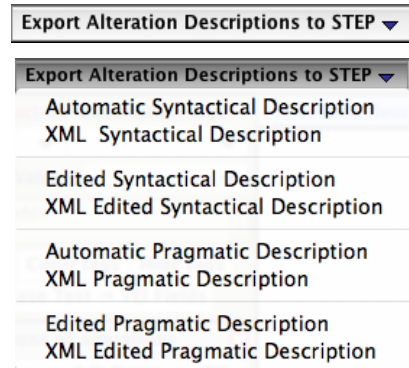 Export Alteration Descriptions to STEP
Export Alteration Descriptions to STEP
Automatic Syntactical Description
XML  Syntactical Description
Edited Syntactical Description
XML Edited Syntactical Description
Automatic Pragmatic Description
XML Pragmatic Description
Edited Pragmatic Description
XML Edited Pragmatic Description